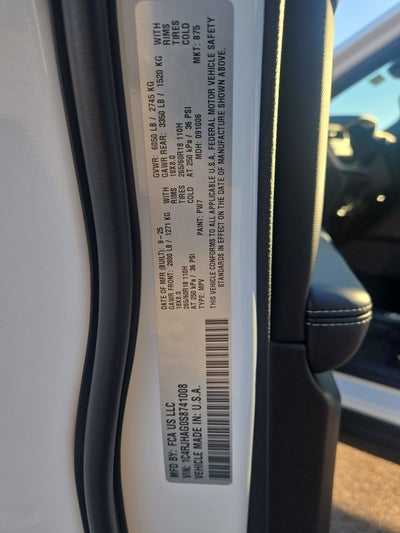 MFD BY: FCA US LLC
VIN: 1C4RJHAG0S8741008
VEHICLE MADE IN: U.S.A.
DATE OF MFR (BUILT): 9-25
GVWR: 6050 LB / 2745 KG
GAWR FRONT: 2800 LB / 1271 KG WITH
18X8.0 RIMS
265/60R18 110H TIRES
AT 250 kPa / 36 PSI COLD
GAWR REAR: 3350 LB / 1520 KG WITH
18X8.0 RIMS
265/60R18 110H TIRES
AT 250 kPa / 36 PSI COLD
TYPE: MPV PAINT: PW7 MDH: 091006 MKT: 875
THIS VEHICLE CONFORMS TO ALL APPLICABLE U.S.A. FEDERAL MOTOR VEHICLE SAFETY
STANDARDS IN EFFECT ON THE DATE OF MANUFACTURE SHOWN ABOVE.